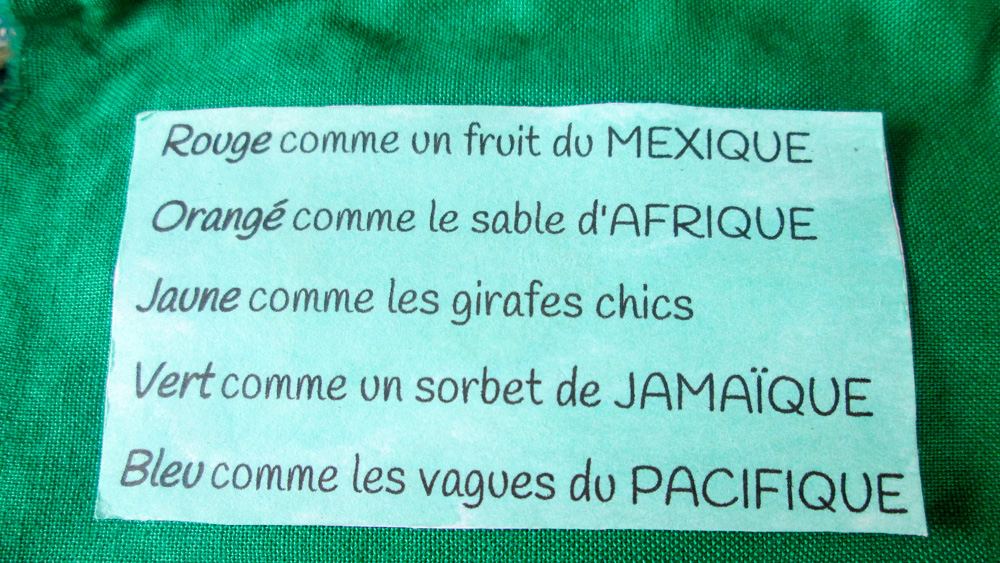 Rouge comme un fruit du MEXIQUE
Orangé comme le sable d'AFRIQUE
Jaune comme les girafes chics
Vert comme un sorbet de JAMAÏQUE
Bleu comme les vagues du PACIFIQUE